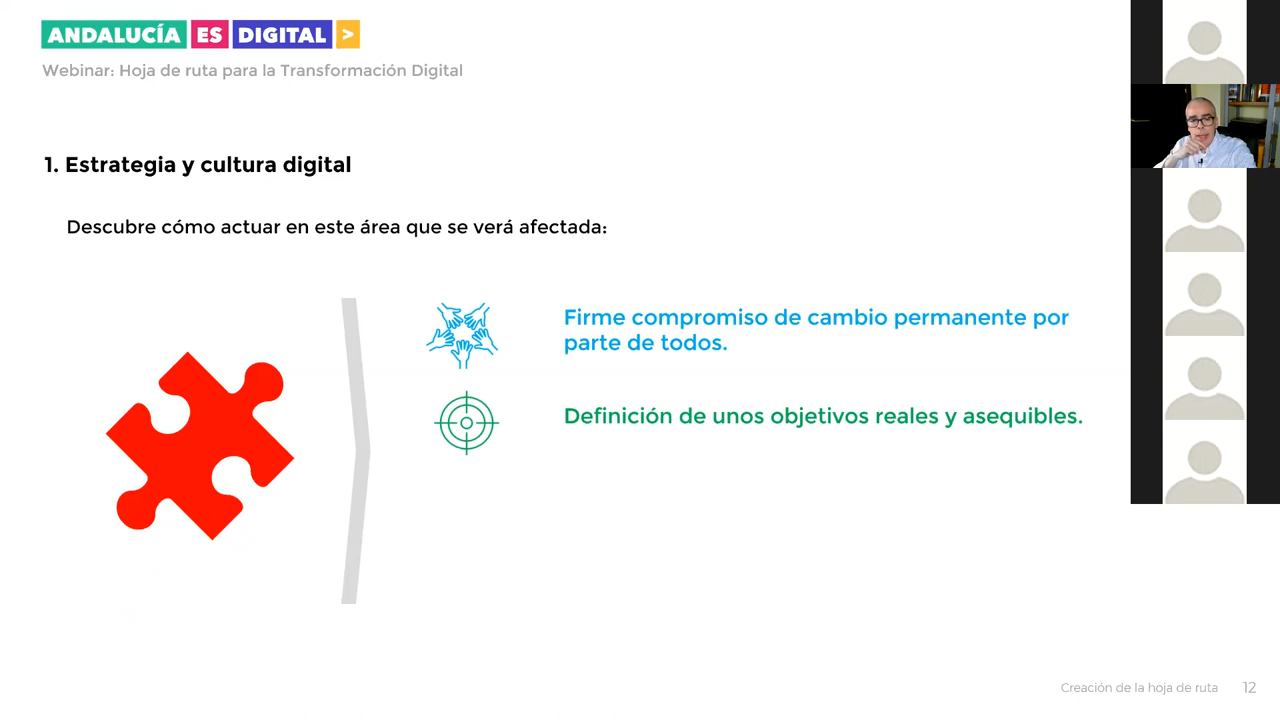 ANDALUCÍA ES DIGITAL >
Webinar: Hoja de ruta para la Transformación Digital
1. Estrategia y cultura digital
Descubre cómo actuar en este área que se verá afectada:
Firme compromiso de cambio permanente por
parte de todos.
Definición de unos objetivos reales y asequibles.
Creación de la hoja de ruta 12